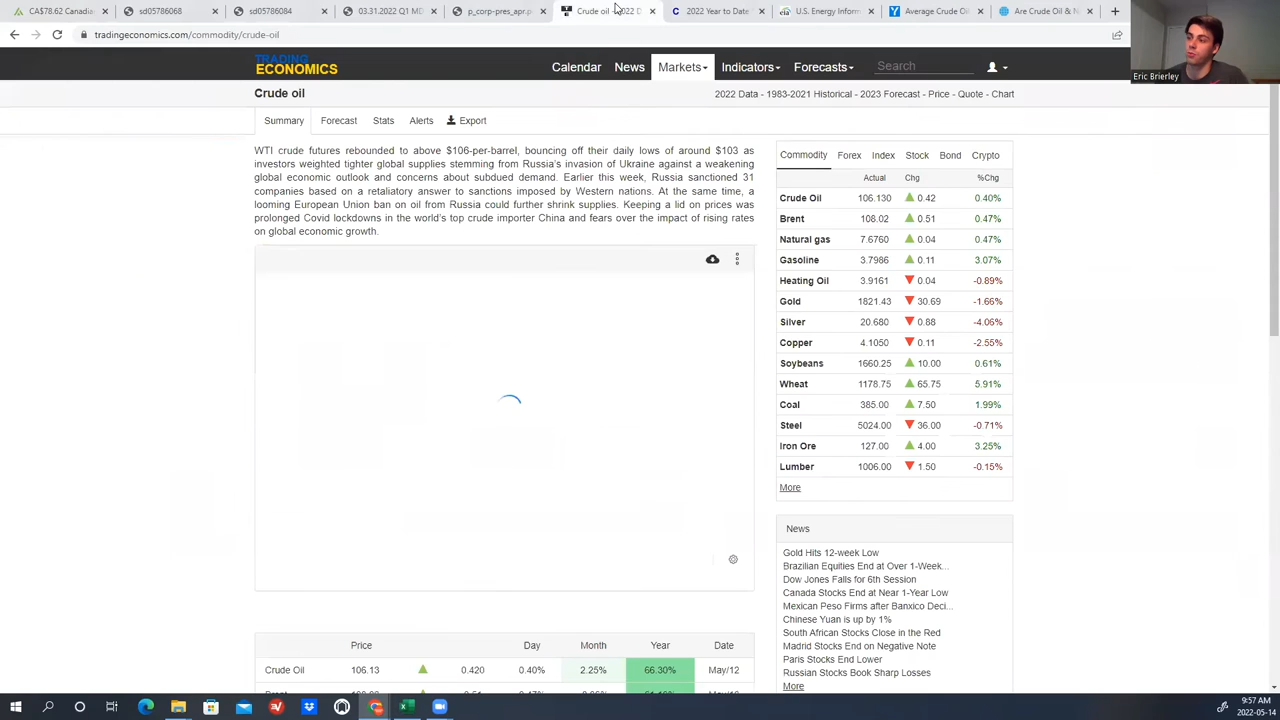 CA$78.62 Canadia
sd05786068
sd05786084
03.31.2022 Q1 MD
p_corp-pres_apr.p
Crude oil - 2022 D
2022 Year to Date
U.S. Energy Inform
Average Crude Oil
Are Crude Oil & N
tradingeconomics.com/commodity/crude-oil
Eric Brierley
TRADING
ECONOMICS
Calendar
News
Markets
Indicators
Forecasts
Search
Crude oil
2022 Data - 1983-2021 Historical - 2023 Forecast - Price - Quote - Chart
Summary
Forecast
Stats
Alerts
Export
WTI crude futures rebounded to above $106-per-barrel, bouncing off their daily lows of around $103 as
investors weighted tighter global supplies stemming from Russia's invasion of Ukraine against a weakening
global economic outlook and concerns about subdued demand. Earlier this week, Russia sanctioned 31
companies based on a retaliatory answer to sanctions imposed by Western nations. At the same time, a
looming European Union ban on oil from Russia could further shrink supplies. Keeping a lid on prices was
prolonged Covid lockdowns in the world's top crude importer China and fears over the impact of rising rates
on global economic growth.
Commodity Forex Index Stock Bond Crypto
Actual Chg %Chg
Crude Oil 106.130 0.42 0.40%
Brent 108.02 0.51 0.47%
Natural gas 7.6760 0.04 0.47%
Gasoline 3.7986 0.11 3.07%
Heating Oil 3.9161 0.04 -0.89%
Gold 1821.43 30.69 -1.66%
Silver 20.680 0.88 -4.06%
Copper 4.1050 0.11 -2.55%
Soybeans 1660.25 10.00 0.61%
Wheat 1178.75 65.75 5.91%
Coal 385.00 7.50 1.99%
Steel 5024.00 36.00 -0.71%
Iron Ore 127.00 4.00 3.25%
Lumber 1006.00 1.50 -0.15%
More
News
Gold Hits 12-week Low
Brazilian Equities End at Over 1-Week...
Dow Jones Falls for 6th Session
Canada Stocks End at Near 1-Year Low
Mexican Peso Firms after Banxico Deci...
Chinese Yuan is up by 1%
South African Stocks Close in the Red
Madrid Stocks End on Negative Note
Paris Stocks End Lower
Russian Stocks Book Sharp Losses
More
Price Day Month Year Date
Crude Oil 106.13 0.420 0.40% 2.25% 66.30% May/12
9:57 AM
2022-05-14